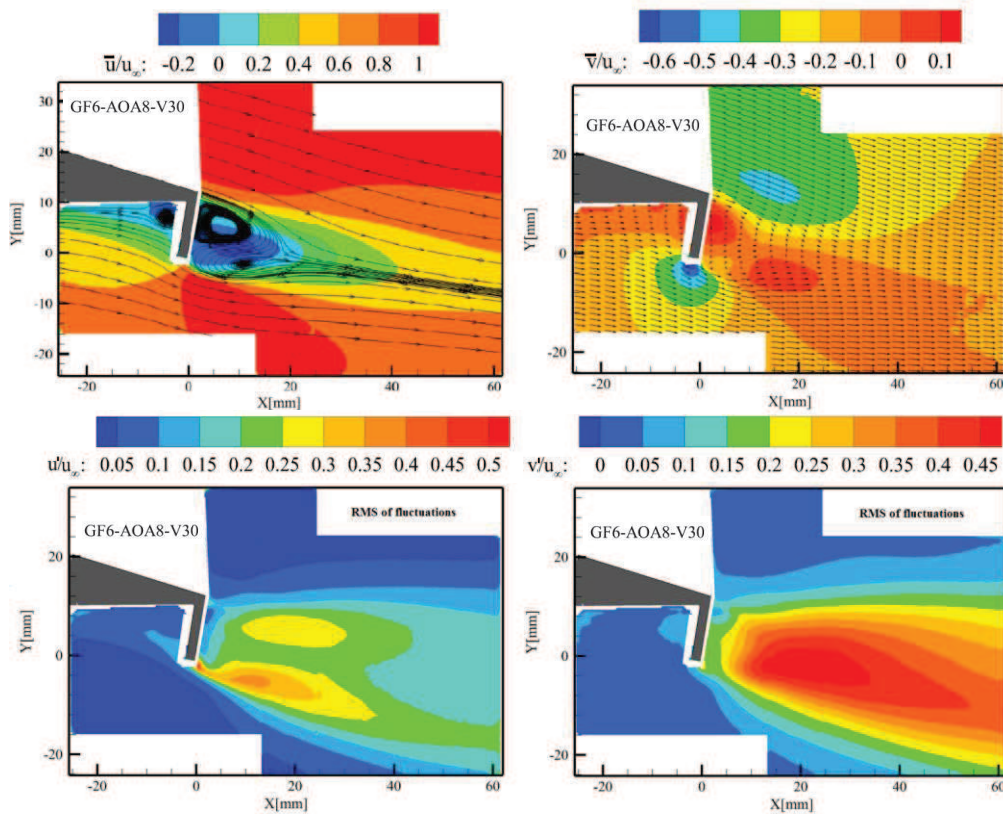 u̅/u∞: -0.2 0 0.2 0.4 0.6 0.8 1
GF6-AOA8-V30
Y[mm]
30
20
10
0
-10
-20
-20 0 20 40 60
X[mm]
v̅/u∞: -0.6 -0.5 -0.4 -0.3 -0.2 -0.1 0 0.1
GF6-AOA8-V30
Y[mm]
20
0
-20
-20 0 20 40 60
X[mm]
u'/u∞: 0.05 0.1 0.15 0.2 0.25 0.3 0.35 0.4 0.45 0.5
RMS of fluctuations
GF6-AOA8-V30
Y[mm]
20
0
-20
-20 0 20 40 60
X[mm]
v'/u∞: 0 0.05 0.1 0.15 0.2 0.25 0.3 0.35 0.4 0.45
RMS of fluctuations
GF6-AOA8-V30
Y[mm]
20
0
-20
-20 0 20 40 60
X[mm]